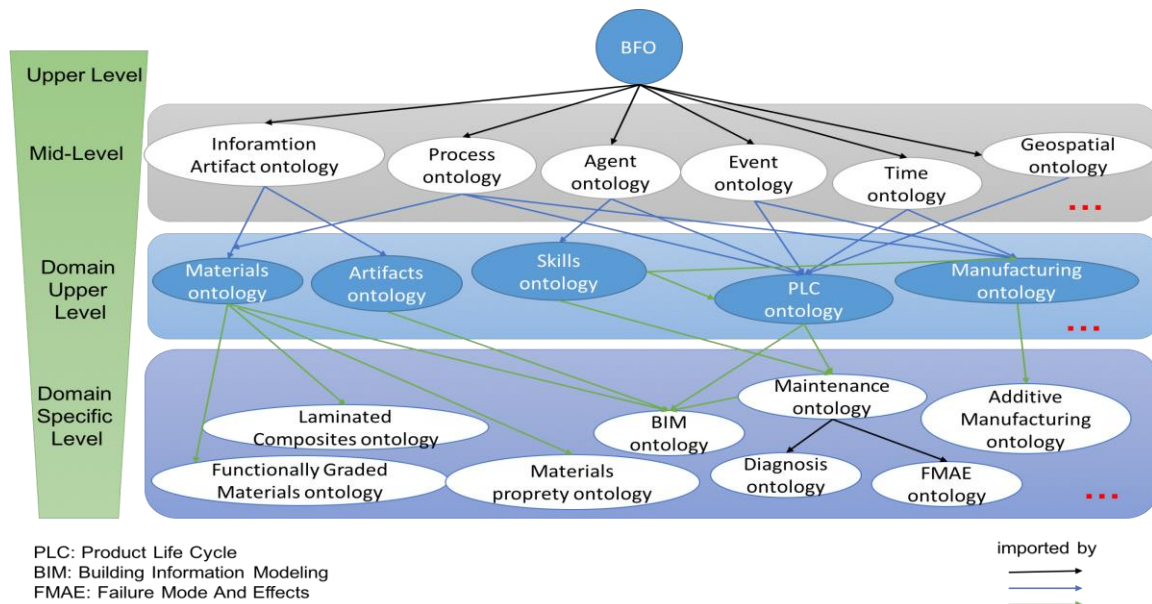 BFO
Upper Level
Mid-Level
Inforamtion
Artifact ontology
Process
ontology
Agent
ontology
Event
ontology
Time
ontology
Geospatial
ontology
...
Domain
Upper
Level
Materials
ontology
Artifacts
ontology
Skills
ontology
PLC
ontology
Manufacturing
ontology
...
Domain
Specific
Level
Laminated
Composites ontology
Functionally Graded
Materials ontology
Materials
proprety ontology
BIM
ontology
Maintenance
ontology
Diagnosis
ontology
FMAE
ontology
Additive
Manufacturing
ontology
...
PLC: Product Life Cycle
BIM: Building Information Modeling
FMAE: Failure Mode And Effects
imported by